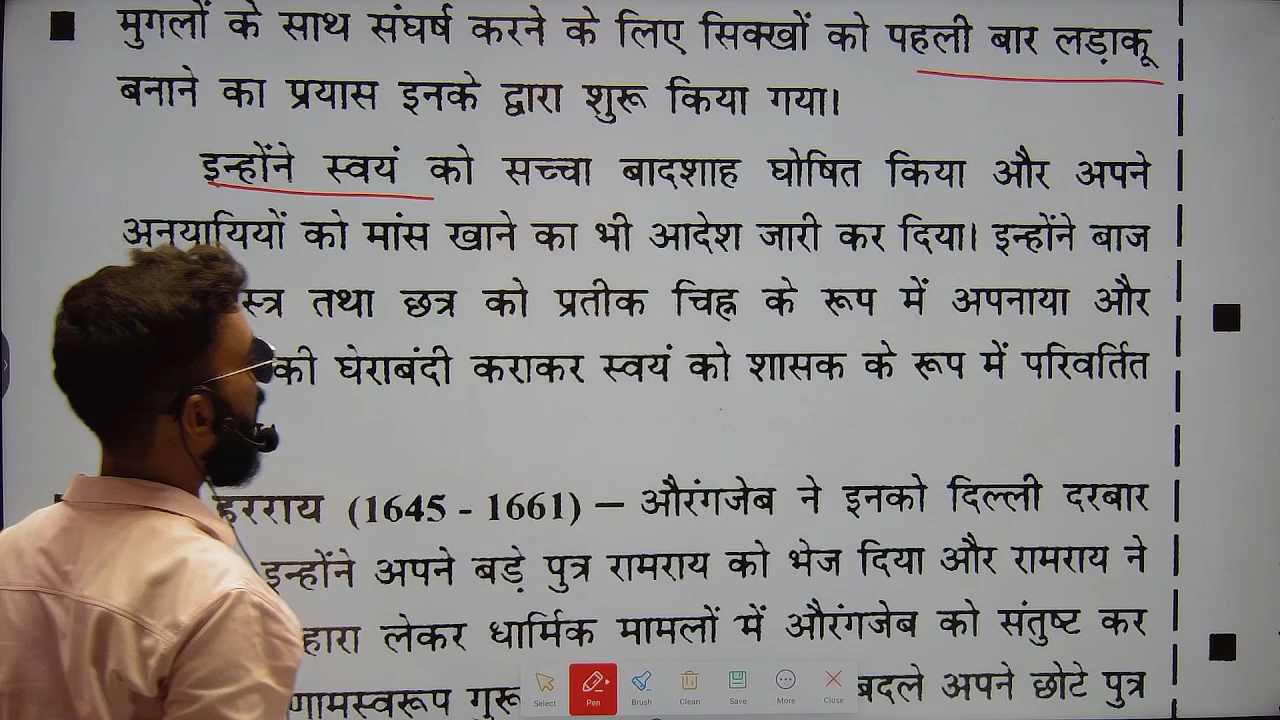 मुगलों के साथ संघर्ष करने के लिए सिक्खों को पहली बार लड़ाकू
बनाने का प्रयास इनके द्वारा शुरू किया गया।
इन्होंने स्वयं को सच्चा बादशाह घोषित किया और अपने
अनुयायियों को मांस खाने का भी आदेश जारी कर दिया। इन्होंने बाज
तथा छत्र को प्रतीक चिह्न के रूप में अपनाया और
की घेराबंदी कराकर स्वयं को शासक के रूप में परिवर्तित
हरराय (1645 - 1661) – औरंगजेब ने इनको दिल्ली दरबार
इन्होंने अपने बड़े पुत्र रामराय को भेज दिया और रामराय ने
लेकर धार्मिक मामलों में औरंगजेब को संतुष्ट कर
बदले अपने छोटे पुत्र
Select Pen Brush Clean Save More Close